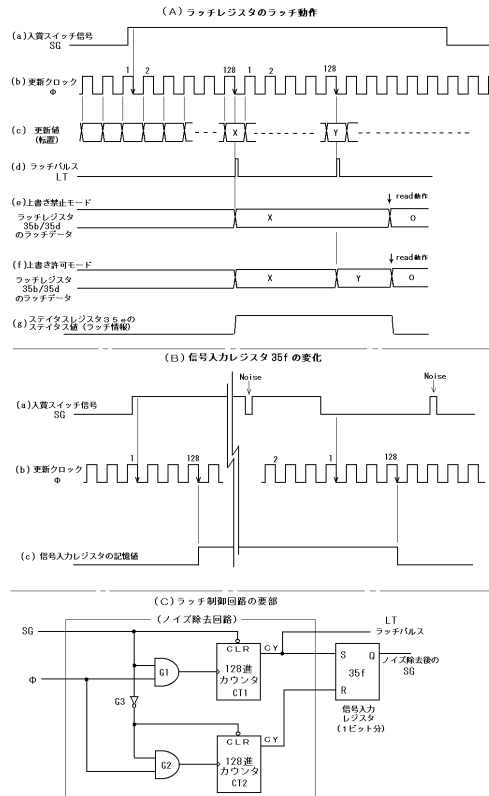 (A) ラッチレジスタのラッチ動作
(a)入賞スイッチ信号
SG
(b)更新クロック
Φ
1 2 128 1 2 128
(c) 更新値
(転置)
X Y
(d)ラッチパルス
LT
(e)上書き禁止モード
ラッチレジスタ
35b/35d
のラッチデータ
X
read動作
O
(f)上書き許可モード
ラッチレジスタ
35b/35d
のラッチデータ
X Y
read動作
O
(g)ステイタスレジスタ35eの
ステイタス値(ラッチ情報)
(B)信号入力レジスタ35fの変化
Noise Noise
(a)入賞スイッチ信号
SG
1 128 2 1 128
(b)更新クロック
Φ
(c) 信号入力レジスタの記憶値
(C)ラッチ制御回路の要部
(ノイズ除去回路)
SG
LT
ラッチパルス
CLR CY
128進
カウンタ
CT1
G1
Φ
G3
S Q
35f
R
ノイズ除去後の
SG
信号入力
レジスタ
(1ビット分)
CLR CY
128進
カウンタ
CT2
G2